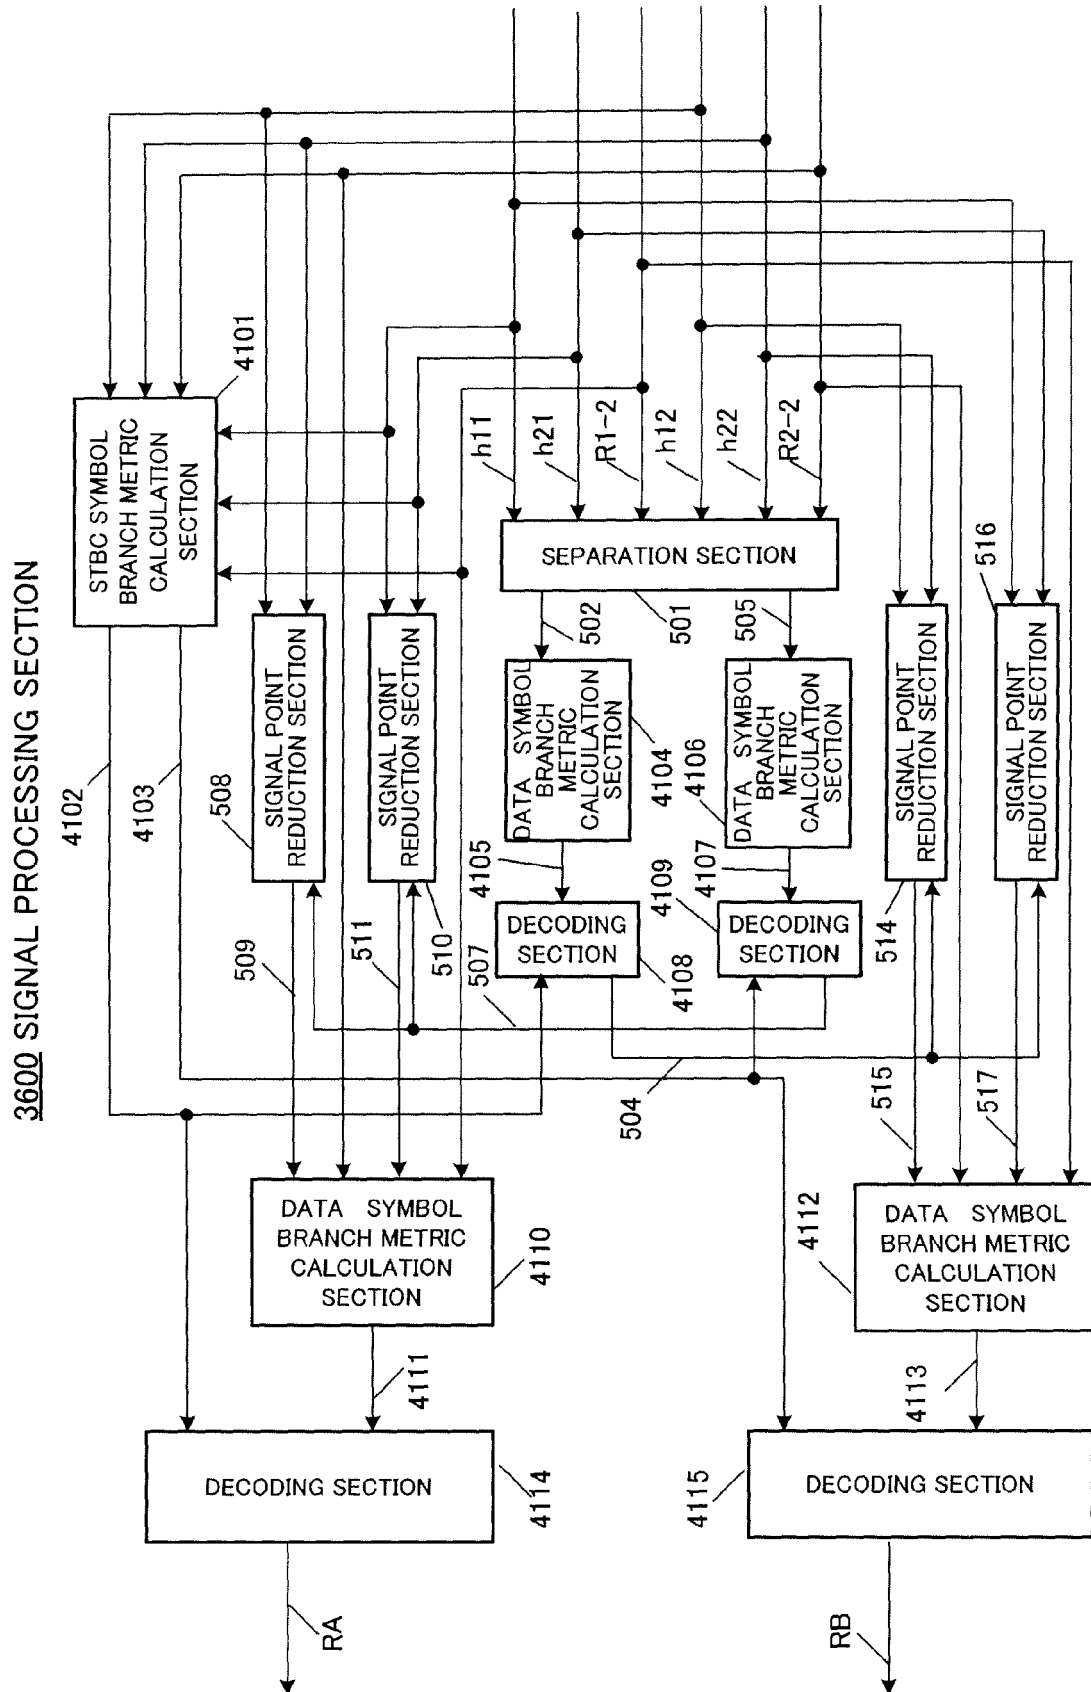 3600 SIGNAL PROCESSING SECTION
STBC SYMBOL
BRANCH METRIC
CALCULATION
SECTION
4101
4102
4103
SIGNAL POINT
REDUCTION SECTION
508
509
SIGNAL POINT
REDUCTION SECTION
510
511
h11
h21
R1-2
h12
h22
R2-2
SEPARATION SECTION
501
502
505
DATA SYMBOL
BRANCH
METRIC
CALCULATION
SECTION
4104
4105
DATA SYMBOL
BRANCH
METRIC
CALCULATION
SECTION
4106
4107
DECODING
SECTION
4108
507
DECODING
SECTION
4109
504
SIGNAL POINT
REDUCTION SECTION
514
515
SIGNAL POINT
REDUCTION SECTION
516
517
DATA SYMBOL
BRANCH METRIC
CALCULATION
SECTION
4110
4111
DATA SYMBOL
BRANCH METRIC
CALCULATION
SECTION
4112
4113
DECODING SECTION
4114
RA
DECODING SECTION
4115
RB